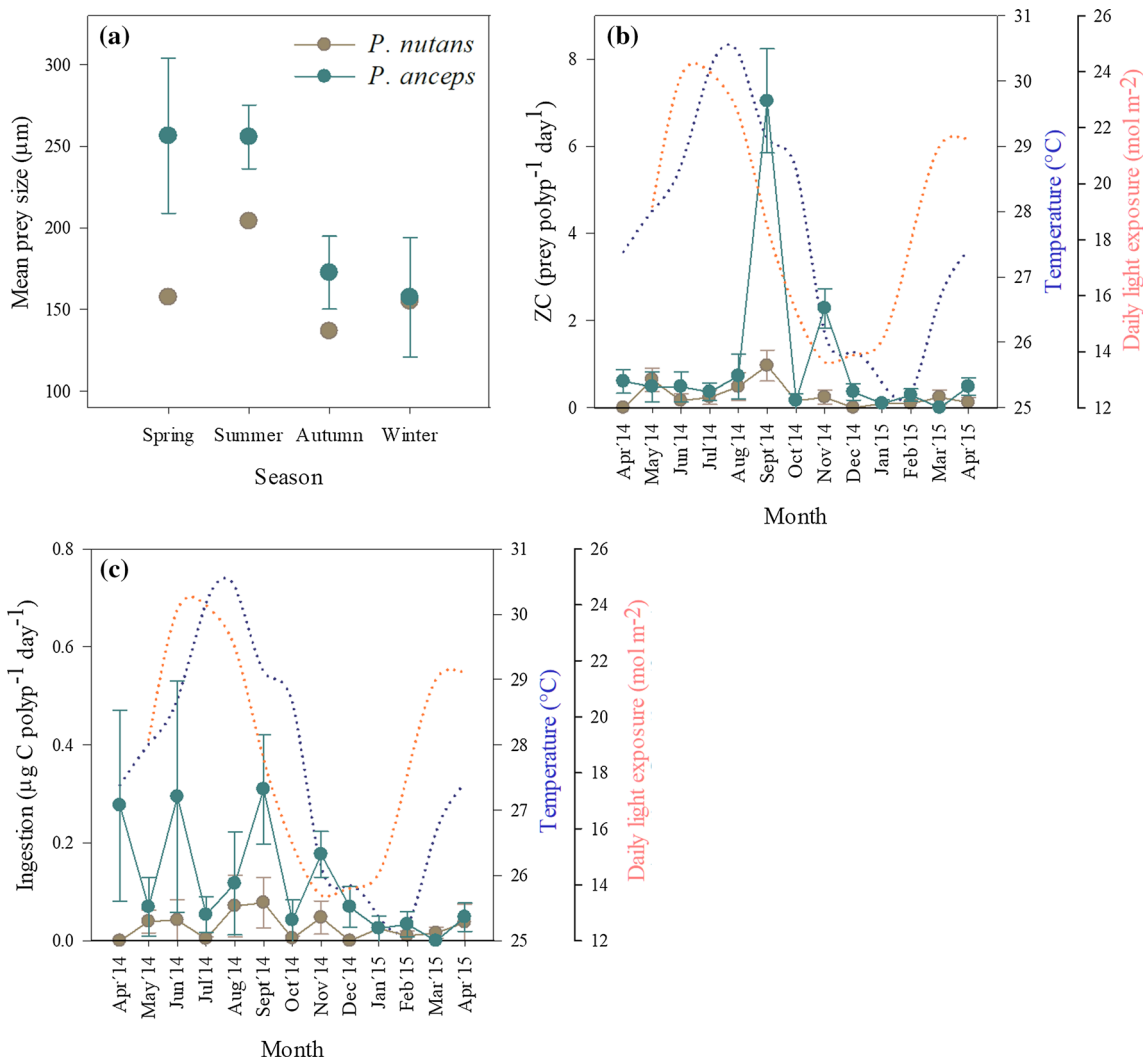 (a)
P. nutans
P. anceps
300
250
200
150
100
Mean prey size (µm)
Spring Summer Autumn Winter
Season
(b)
8
6
4
2
0
ZC (prey polyp-1 day1)
31
30
29
28
27
26
25
Temperature (°C)
26
24
22
20
18
16
14
12
Daily light exposure (mol m-2)
Apr´14 May´14 Jun´14 Jul´14 Aug´14 Sept´14 Oct´14 Nov´14 Dec´14 Jan´15 Feb´15 Mar´15 Apr´15
Month
(c)
0.8
0.6
0.4
0.2
0.0
Ingestion (µg C polyp-1 day-1)
31
30
29
28
27
26
25
Temperature (°C)
26
24
22
20
18
16
14
12
Daily light exposure (mol m-2)
Apr´14 May´14 Jun´14 Jul´14 Aug´14 Sept´14 Oct´14 Nov´14 Dec´14 Jan´15 Feb´15 Mar´15 Apr´15
Month